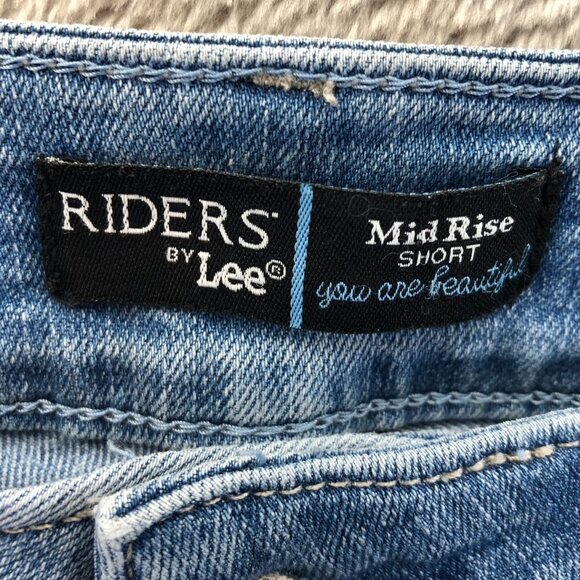 RIDERS
BY Lee®
Mid Rise
SHORT
you are beautiful